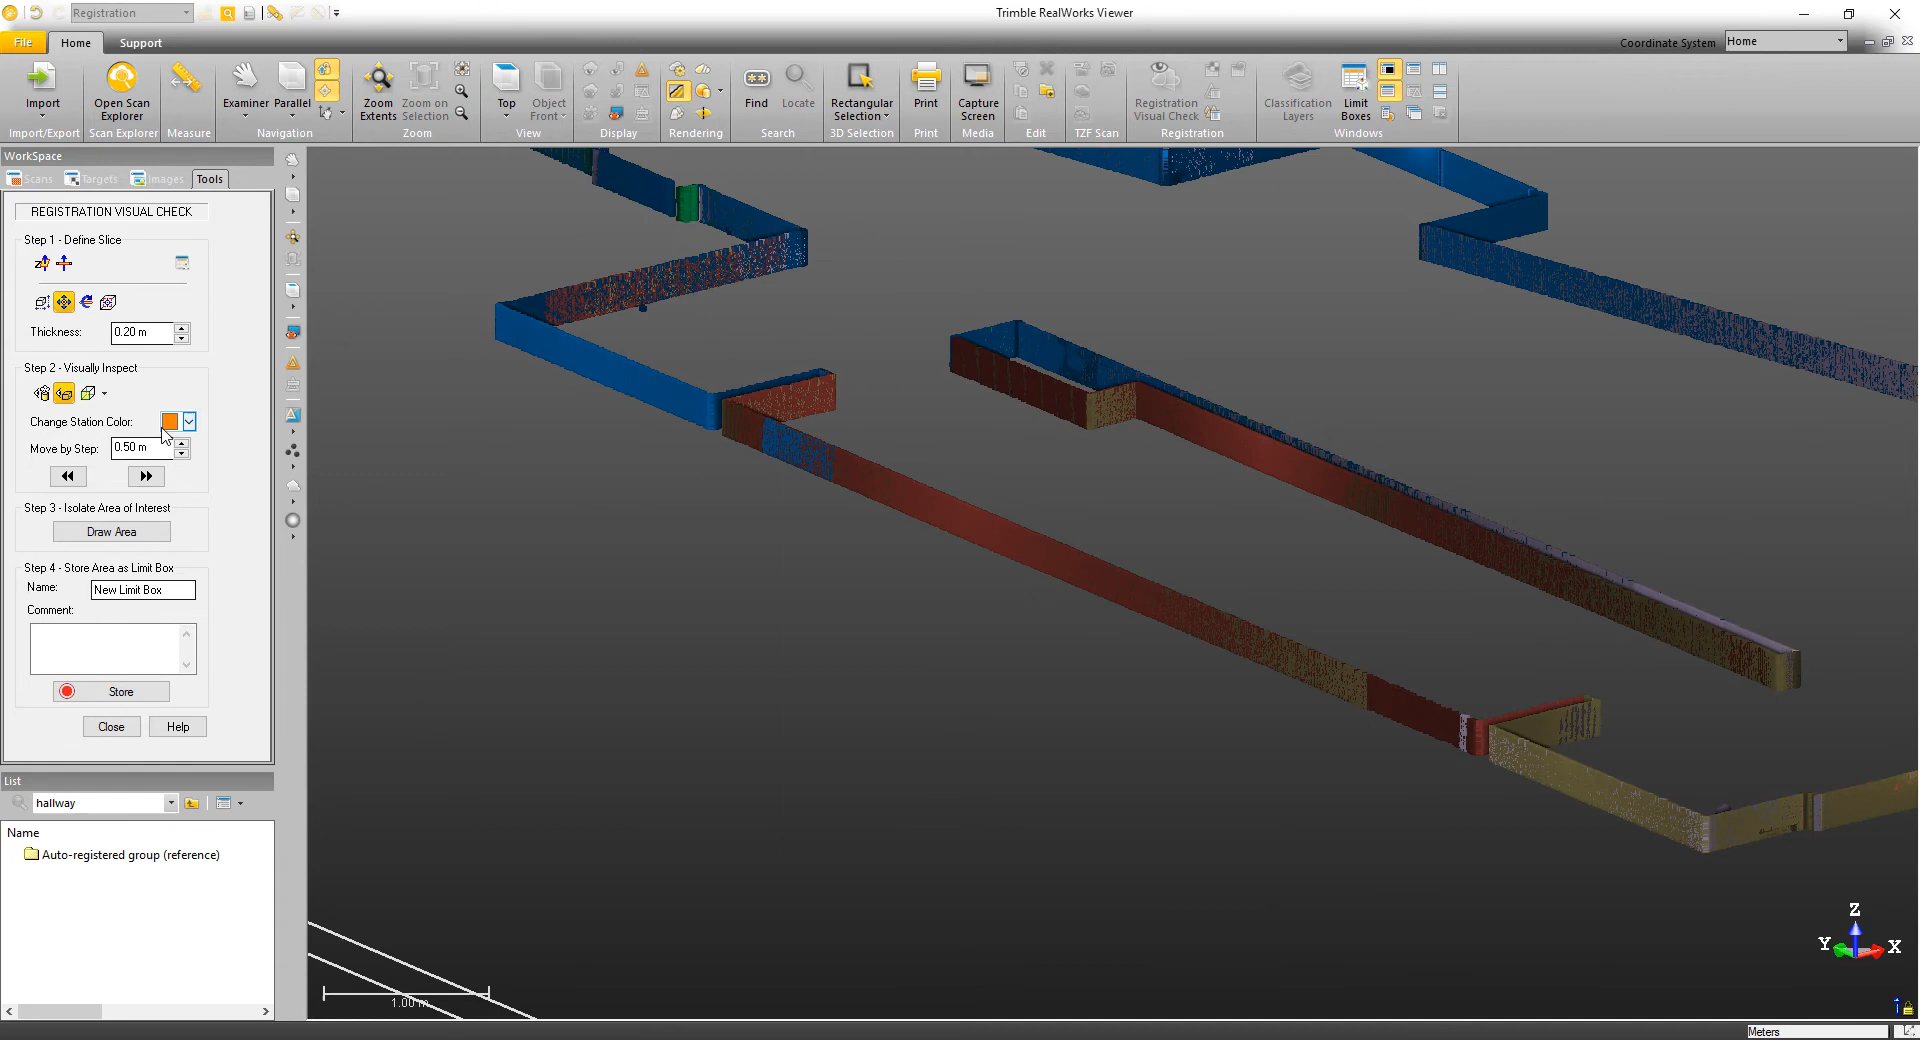 Registration
Trimble RealWorks Viewer
File
Home
Support
Coordinate System
Home
Import
Open Scan Explorer
Examiner
Parallel
Zoom Extents
Zoom on Selection
Top
Object Front
Find
Locate
Rectangular Selection
Print
Capture Screen
Registration Visual Check
Classification Layers
Limit Boxes
Import/Export
Scan Explorer
Measure
Navigation
Zoom
View
Display
Rendering
Search
3D Selection
Print
Media
Edit
TZF Scan
Registration
Windows
WorkSpace
Scans
Targets
Images
Tools
REGISTRATION VISUAL CHECK
Step 1 - Define Slice
Thickness: 0.20 m
Step 2 - Visually Inspect
Change Station Color:
Move by Step: 0.50 m
Step 3 - Isolate Area of Interest
Draw Area
Step 4 - Store Area as Limit Box
Name: New Limit Box
Comment:
Store
Close
Help
List
hallway
Name
Auto-registered group (reference)
1.00 m
Z
Y
X
Meters